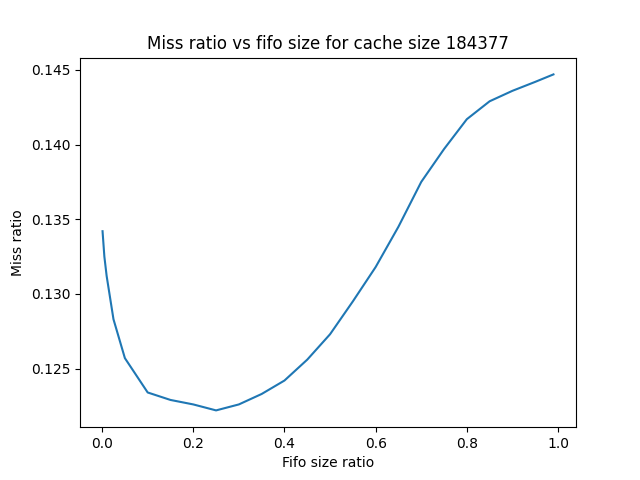 Miss ratio vs fifo size for cache size 184377
0.145
0.140
0.135
0.130
0.125
Miss ratio
0.0 0.2 0.4 0.6 0.8 1.0
Fifo size ratio